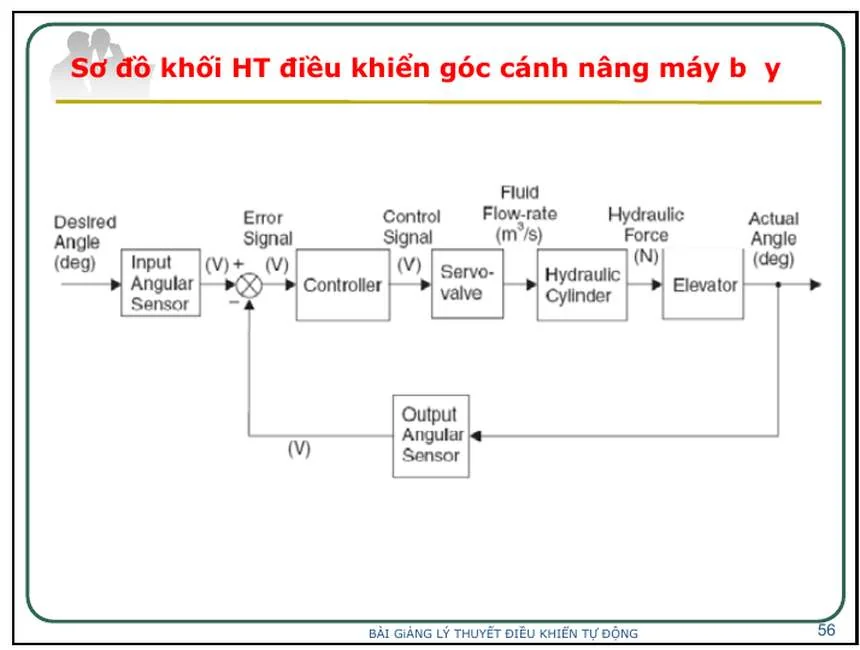 Sơ đồ khối HT điều khiển góc cánh nâng máy b y
Desired
Angle
(deg)
Input
Angular
Sensor
(V) +
−
Error
Signal
(V)
Controller
Control
Signal
(V)
Servo-
valve
Fluid
Flow-rate
(m³/s)
Hydraulic
Cylinder
Hydraulic
Force
(N)
Elevator
Actual
Angle
(deg)
Output
Angular
Sensor
(V)
BÀI GiẢNG LÝ THUYẾT ĐIỀU KHIỂN TỰ ĐỘNG
56